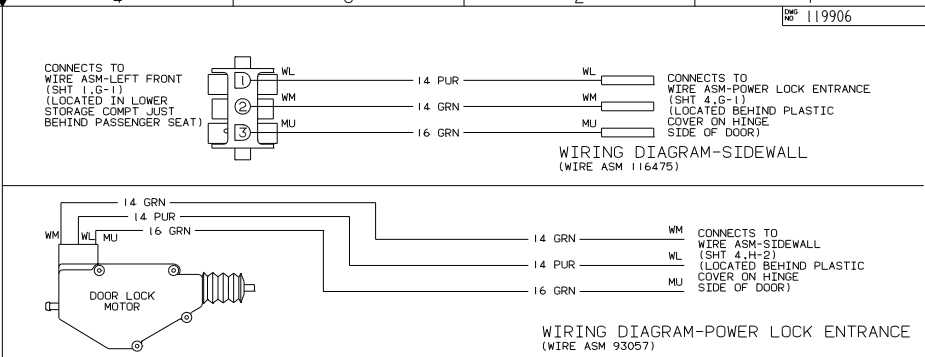 DWG NO 119906
CONNECTS TO
WIRE ASM-LEFT FRONT
(SHT 1,G-1)
(LOCATED IN LOWER
STORAGE COMPT JUST
BEHIND PASSENGER SEAT)
1 WL 14 PUR WL
2 WM 14 GRN WM
3 MU 16 GRN MU
CONNECTS TO
WIRE ASM-POWER LOCK ENTRANCE
(SHT 4,G-1)
(LOCATED BEHIND PLASTIC
COVER ON HINGE
SIDE OF DOOR)
WIRING DIAGRAM-SIDEWALL
(WIRE ASM 116475)
14 GRN
14 PUR
16 GRN
WM WL MU
DOOR LOCK
MOTOR
14 GRN WM
14 PUR WL
16 GRN MU
CONNECTS TO
WIRE ASM-SIDEWALL
(SHT 4,H-2)
(LOCATED BEHIND PLASTIC
COVER ON HINGE
SIDE OF DOOR)
WIRING DIAGRAM-POWER LOCK ENTRANCE
(WIRE ASM 93057)